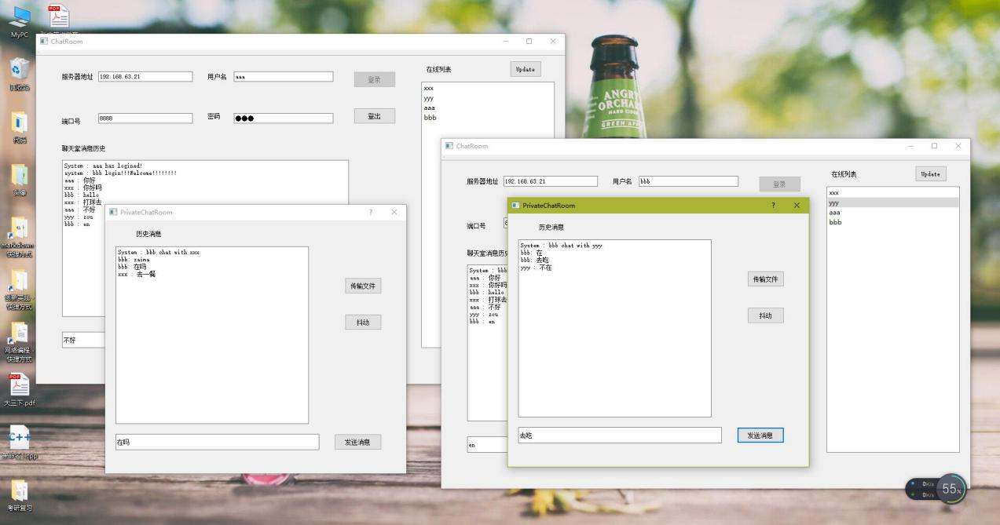 MyPC
回收站
代码
大三下.pdf
网络编程 -
快捷方式
markdown
快捷方式
考研复习
ChatRoom
服务器地址 192.168.63.21 用户名 aaa 登录
端口号 8888 密码 ●●● 登出
在线列表 Update
xxx
yyy
aaa
bbb
聊天室消息历史
System : aaa has logined!
system : bbb login!!!Welcome!!!!!!!!
aaa : 你好
xxx : 你好吗
bbb : hello
xxx : 打球去
aaa : 不好
yyy : zou
bbb : en
不好
PrivateChatRoom ?
历史消息
System : bbb chat with xxx
bbb: zaima
bbb: 在吗
xxx : 去一餐
传输文件
抖动
在吗 发送消息
ANGRY
ORCHARD
HARD CIDER
GREEN APPLE
ChatRoom
服务器地址 192.168.63.21 用户名 bbb 登录
端口号
在线列表 Update
xxx
yyy
aaa
bbb
聊天室消息历史
System : bbb
aaa : 你好
xxx : 你好吗
bbb : hello
xxx : 打球去
aaa : 不好
yyy : zou
bbb : en
en
PrivateChatRoom ?
历史消息
System : bbb chat with yyy
bbb: 在
bbb: 去吃
yyy : 不在
传输文件
抖动
去吃 发送消息
0K/s
0K/s
55%